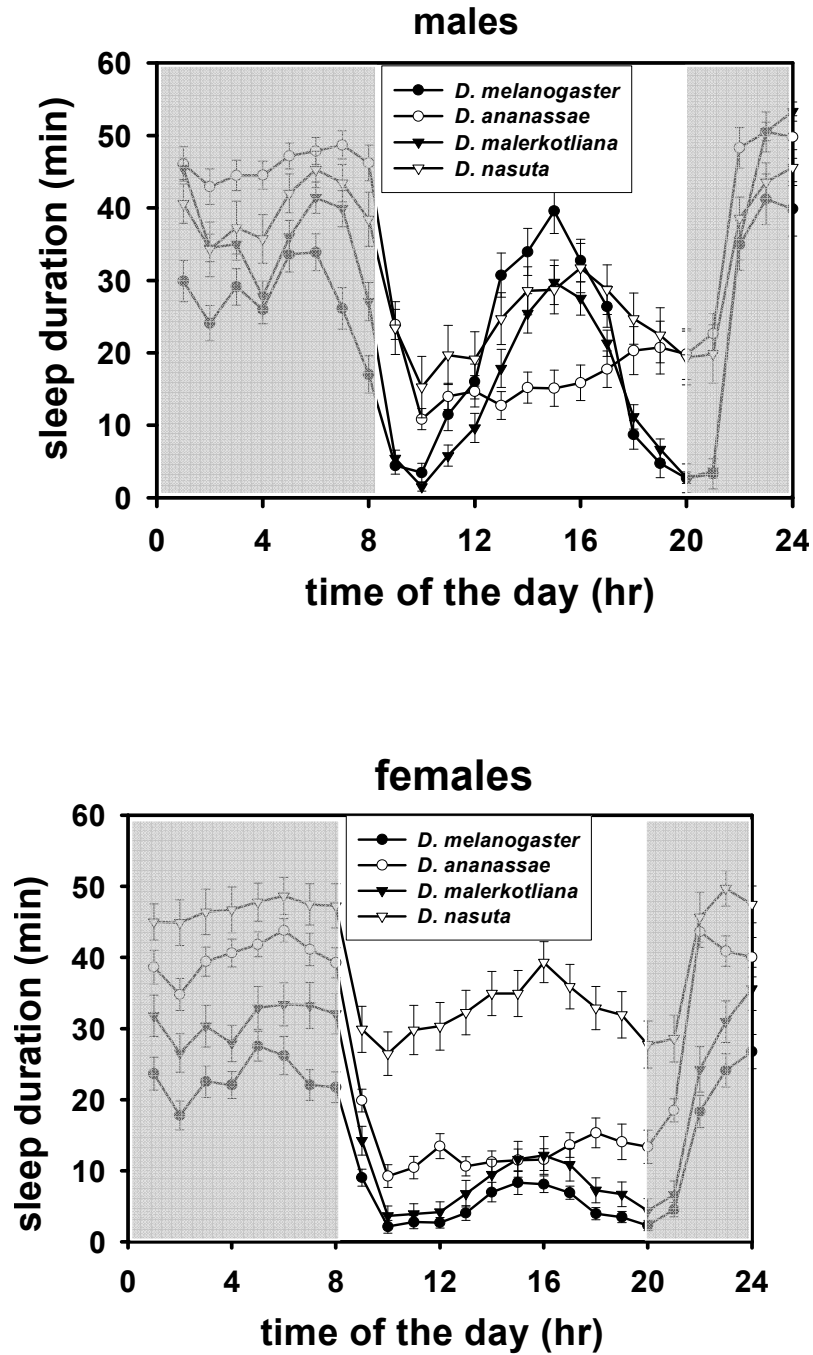 males
60
50
40
30
20
10
0
sleep duration (min)
D. melanogaster
D. ananassae
D. malerkotliana
D. nasuta
0 4 8 12 16 20 24
time of the day (hr)
females
60
50
40
30
20
10
0
sleep duration (min)
D. melanogaster
D. ananassae
D. malerkotliana
D. nasuta
0 4 8 12 16 20 24
time of the day (hr)